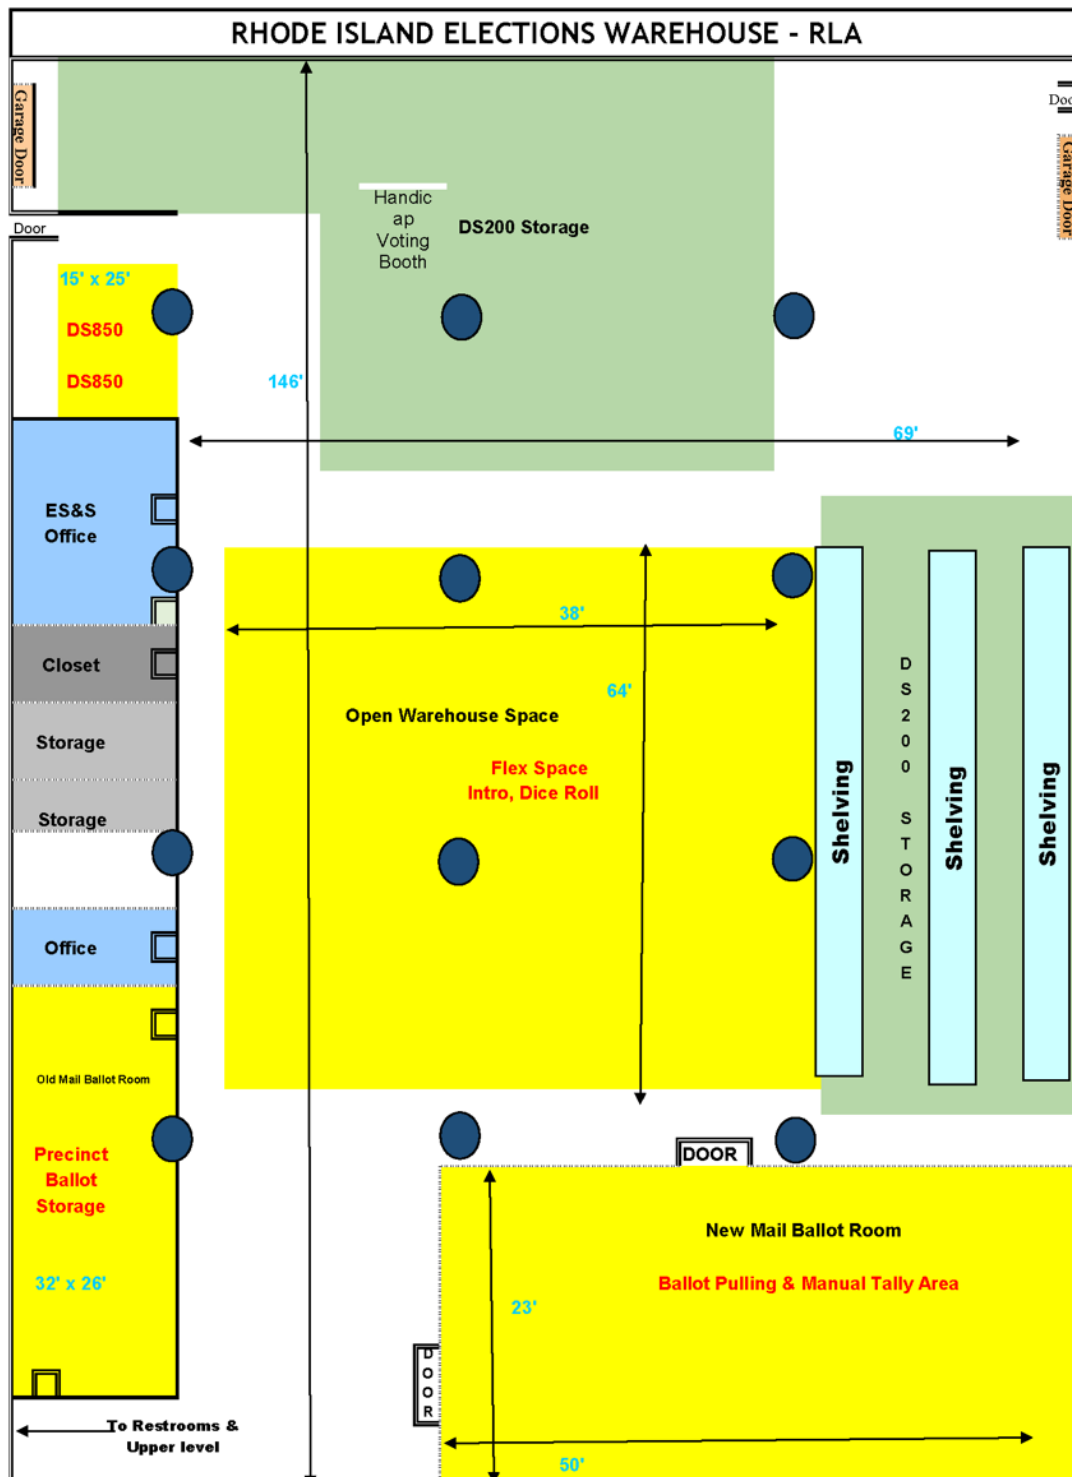 RHODE ISLAND ELECTIONS WAREHOUSE - RLA
Garage Door
Doo
Garage Door
Handic
ap
Voting
Booth
DS200 Storage
Door
15' x 25'
DS850
DS850
146'
69'
ES&S
Office
38'
64'
Closet
Open Warehouse Space
Storage
Flex Space
Intro, Dice Roll
Storage
Shelving
DS200 STORAGE
Shelving
Shelving
Office
Old Mail Ballot Room
Precinct
Ballot
Storage
32' x 26'
DOOR
New Mail Ballot Room
Ballot Pulling & Manual Tally Area
23'
DOOR
To Restrooms &
Upper level
50'